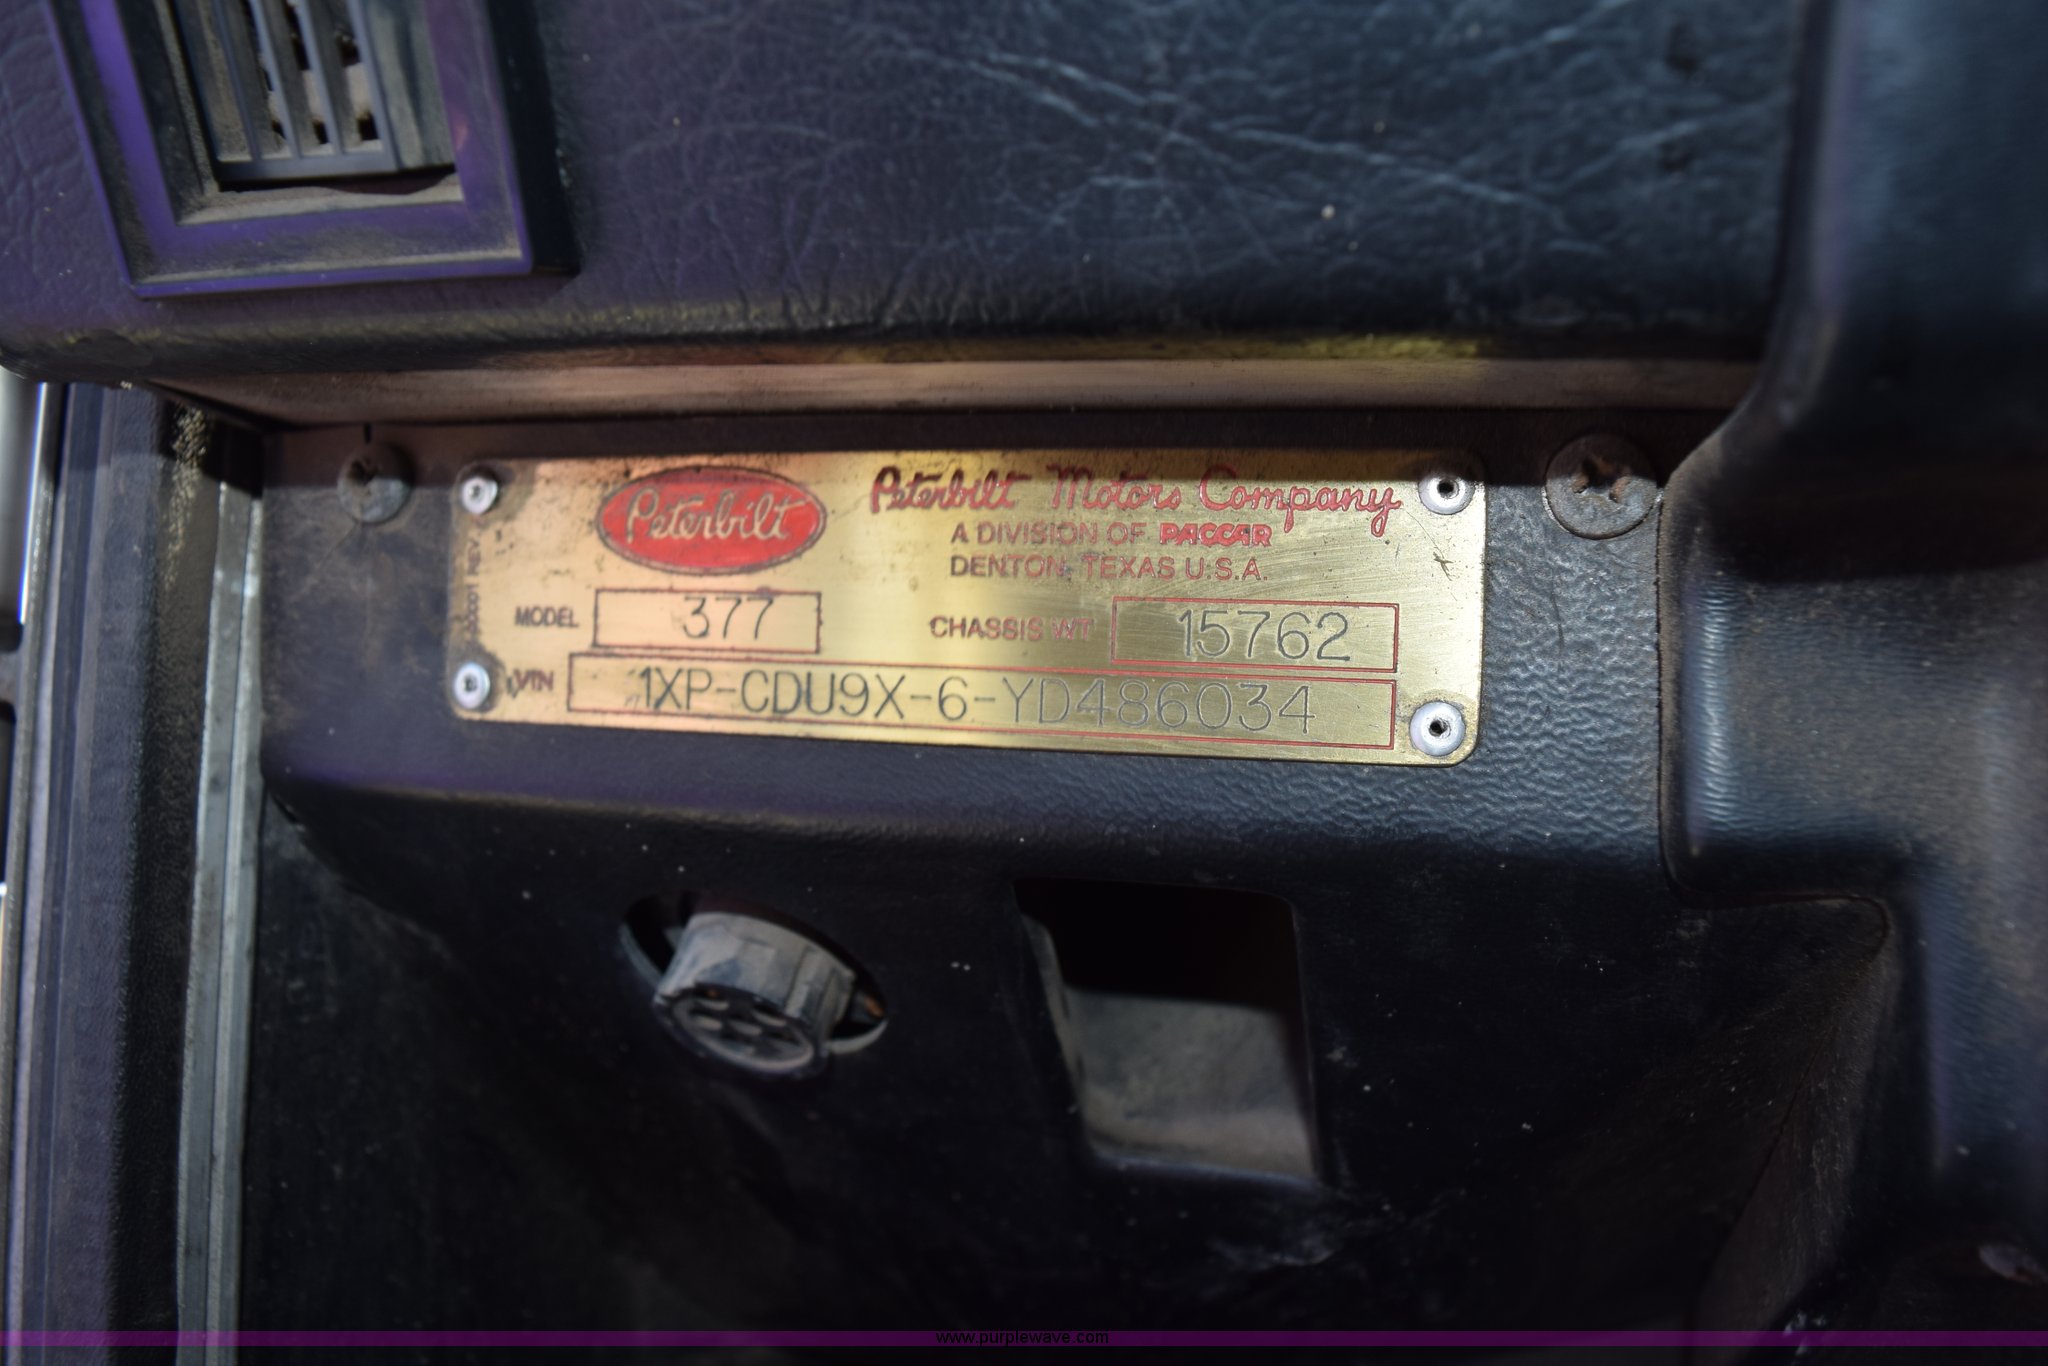 Peterbilt
Peterbilt Motors Company
A DIVISION OF PACCAR
DENTON, TEXAS U.S.A.
MODEL 377
CHASSIS WT 15762
VIN 1XP-CDU9X-6-YD486034
www.purplewave.com